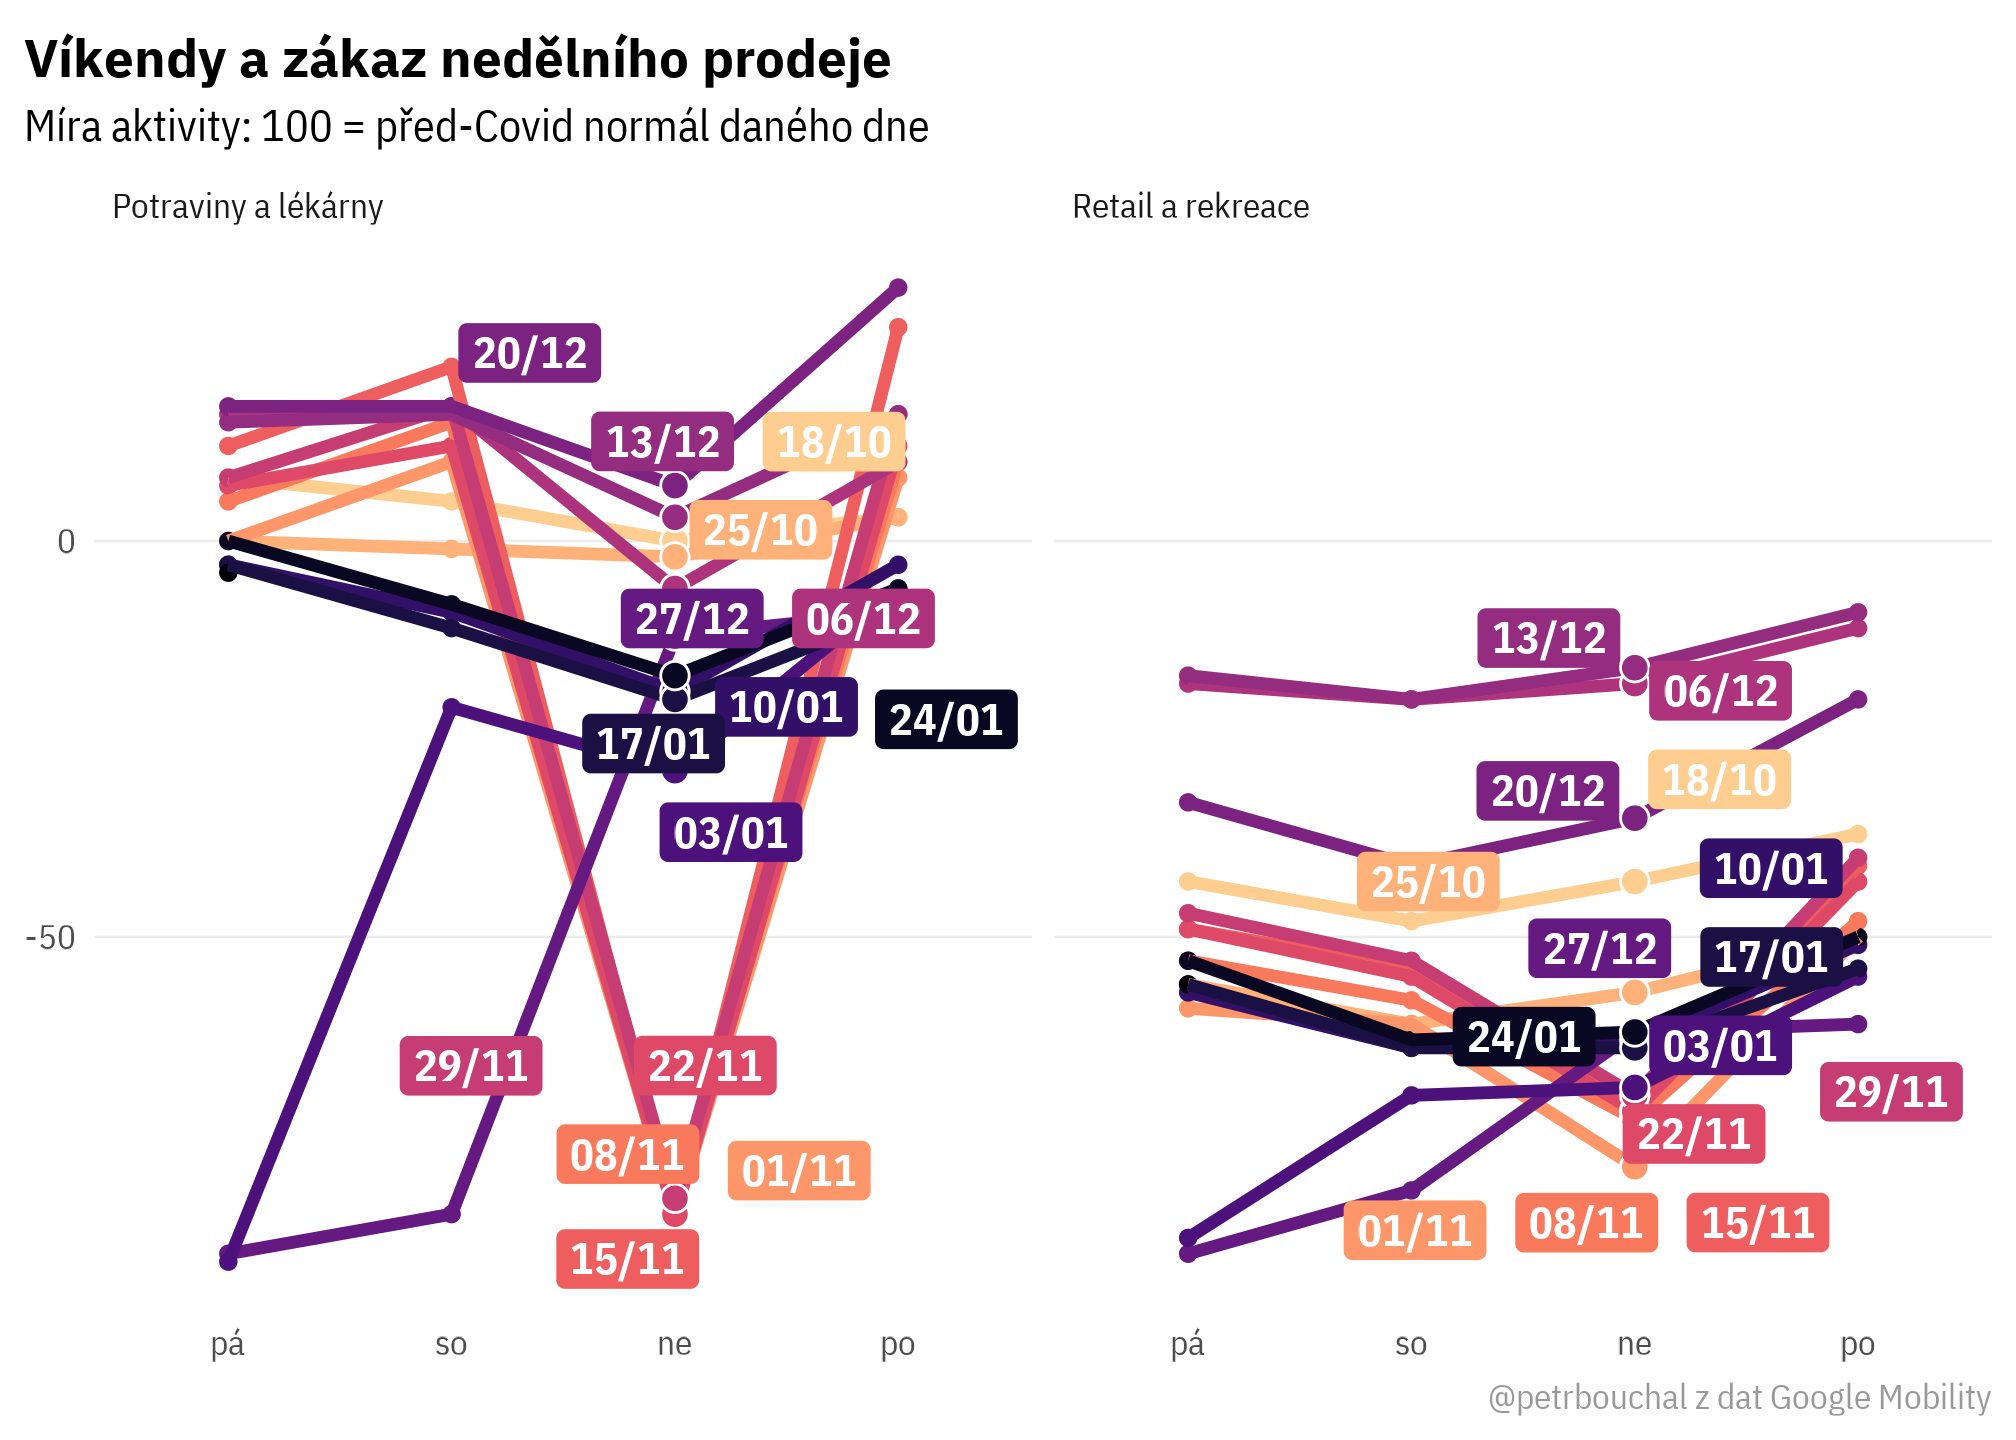 Víkendy a zákaz nedělního prodeje
Míra aktivity: 100 = před-Covid normál daného dne
Potraviny a lékárny
Retail a rekreace
0
-50
20/12
13/12
18/10
25/10
27/12
06/12
10/01
24/01
17/01
03/01
29/11
22/11
08/11
01/11
15/11
13/12
06/12
20/12
18/10
25/10
10/01
27/12
17/01
24/01
03/01
29/11
22/11
01/11
08/11
15/11
pá
so
ne
po
pá
so
ne
po
@petrbouchal z dat Google Mobility